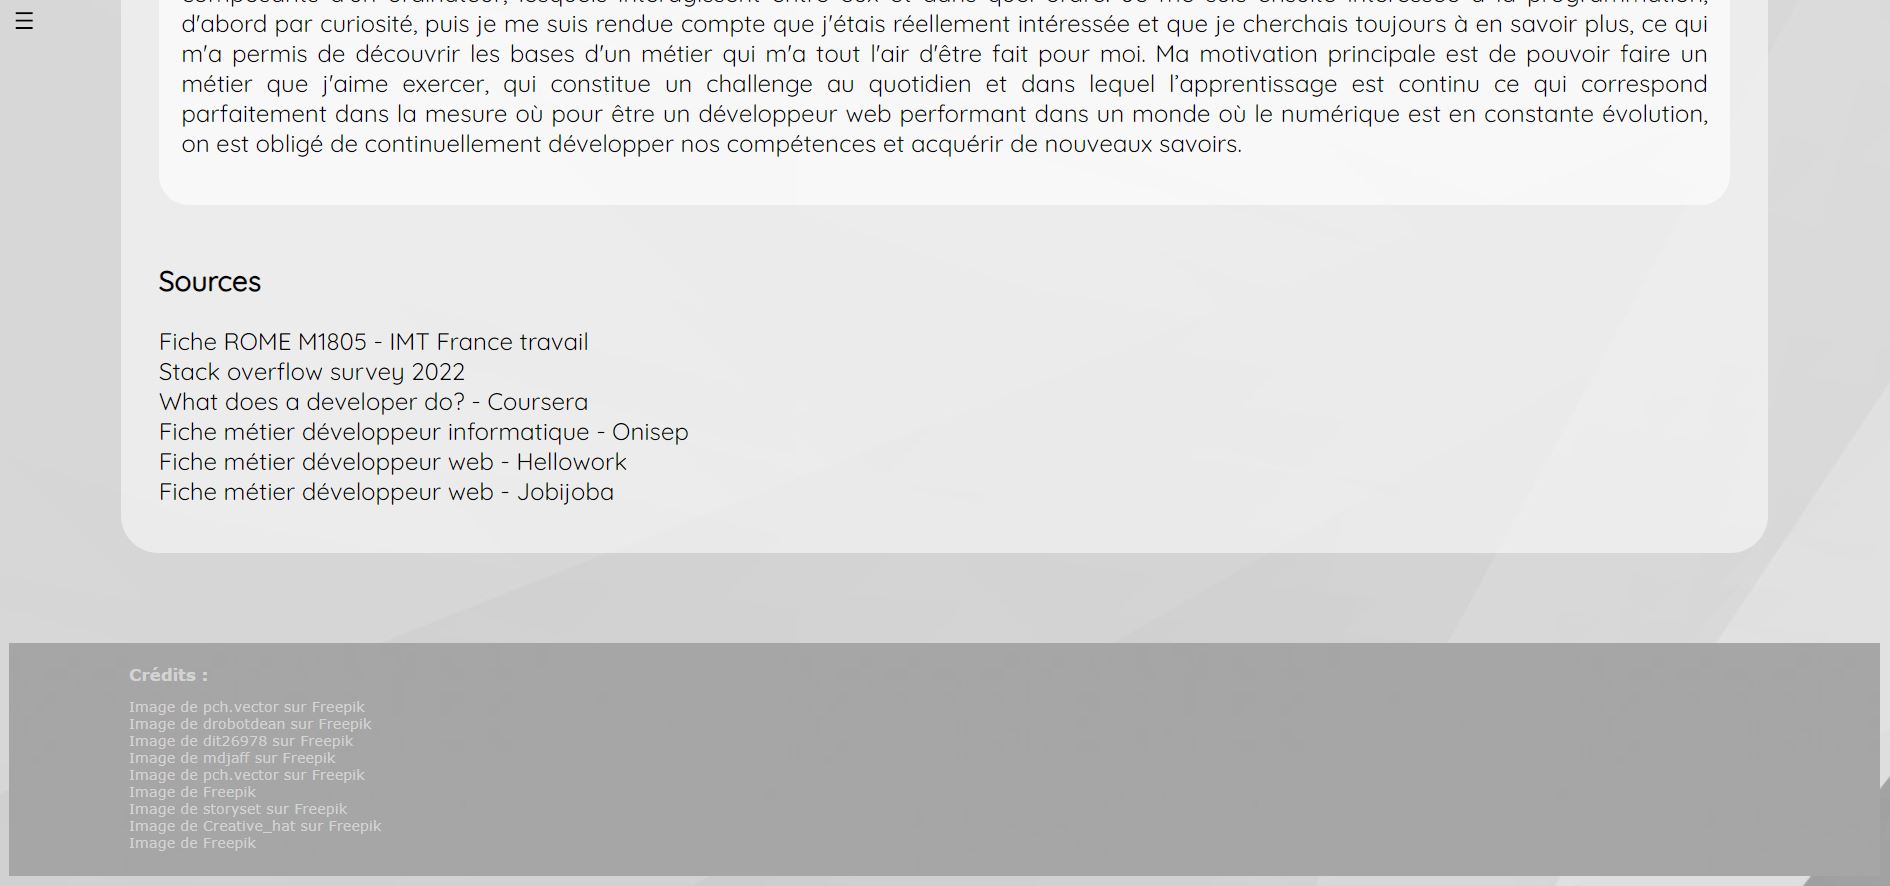 d'abord par curiosité, puis je me suis rendue compte que j'étais réellement intéressée et que je cherchais toujours à en savoir plus, ce qui
m'a permis de découvrir les bases d'un métier qui m'a tout l'air d'être fait pour moi. Ma motivation principale est de pouvoir faire un
métier que j'aime exercer, qui constitue un challenge au quotidien et dans lequel l’apprentissage est continu ce qui correspond
parfaitement dans la mesure où pour être un développeur web performant dans un monde où le numérique est en constante évolution,
on est obligé de continuellement développer nos compétences et acquérir de nouveaux savoirs.
Sources
Fiche ROME M1805 - IMT France travail
Stack overflow survey 2022
What does a developer do? - Coursera
Fiche métier développeur informatique - Onisep
Fiche métier développeur web - Hellowork
Fiche métier développeur web - Jobijoba
Crédits :
Image de pch.vector sur Freepik
Image de drobotdean sur Freepik
Image de dit26978 sur Freepik
Image de mdjaff sur Freepik
Image de pch.vector sur Freepik
Image de Freepik
Image de storyset sur Freepik
Image de Creative_hat sur Freepik
Image de Freepik